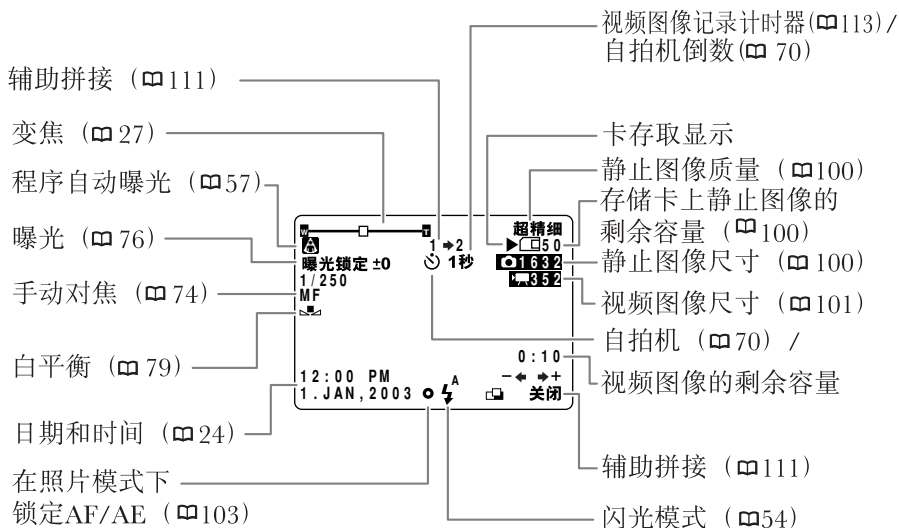 辅助拼接（111）
变焦（27）
程序自动曝光（57）
曝光（76）
手动对焦（74）
白平衡（79）
日期和时间（24）
在照片模式下
锁定AF/AE（103）
W T
曝光锁定 ±0
1/250
MF
12:00 PM
1.JAN,2003
A
1 2
1秒
超精细
50
1632
352
0:10
- +
关闭
视频图像记录计时器(113)/
自拍机倒数(70)
卡存取显示
静止图像质量（100）
存储卡上静止图像的
剩余容量（100）
静止图像尺寸（100）
视频图像尺寸（101）
自拍机（70）/
视频图像的剩余容量
辅助拼接（111）
闪光模式（54）